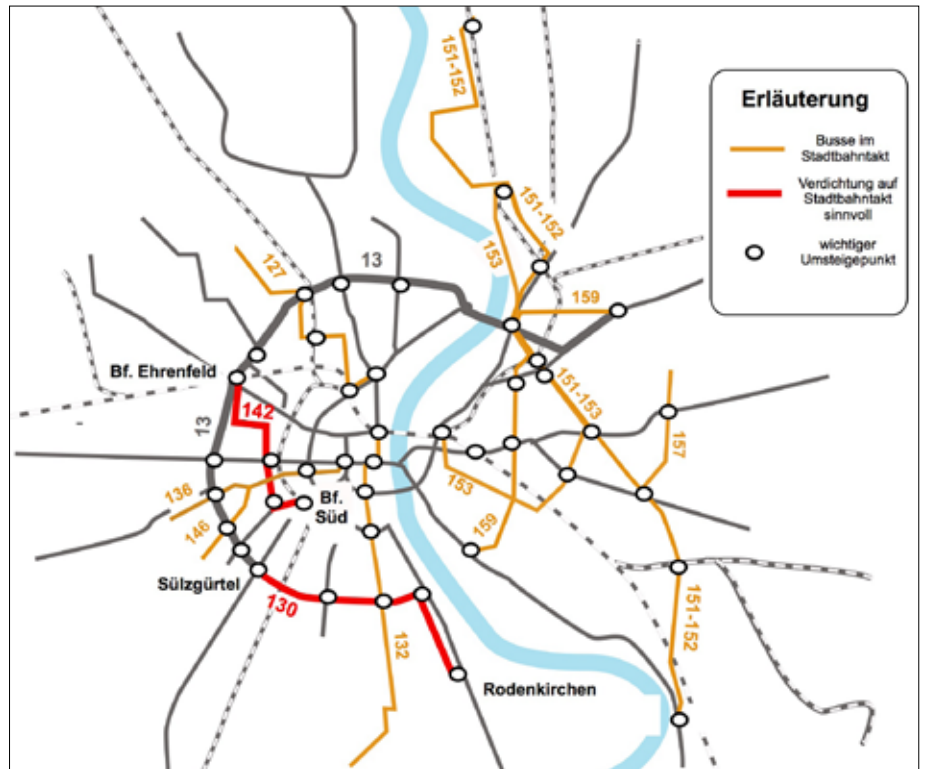 151-152
Erläuterung
Busse im
Stadtbahntakt
Verdichtung auf
Stadtbahntakt
sinnvoll
wichtiger
Umsteigepunkt
151-152
153
127
13
159
Bf. Ehrenfeld
142
151-153
13
157
136
153
Bf.
Süd
146
159
Sülzgürtel
130
151-152
132
Rodenkirchen